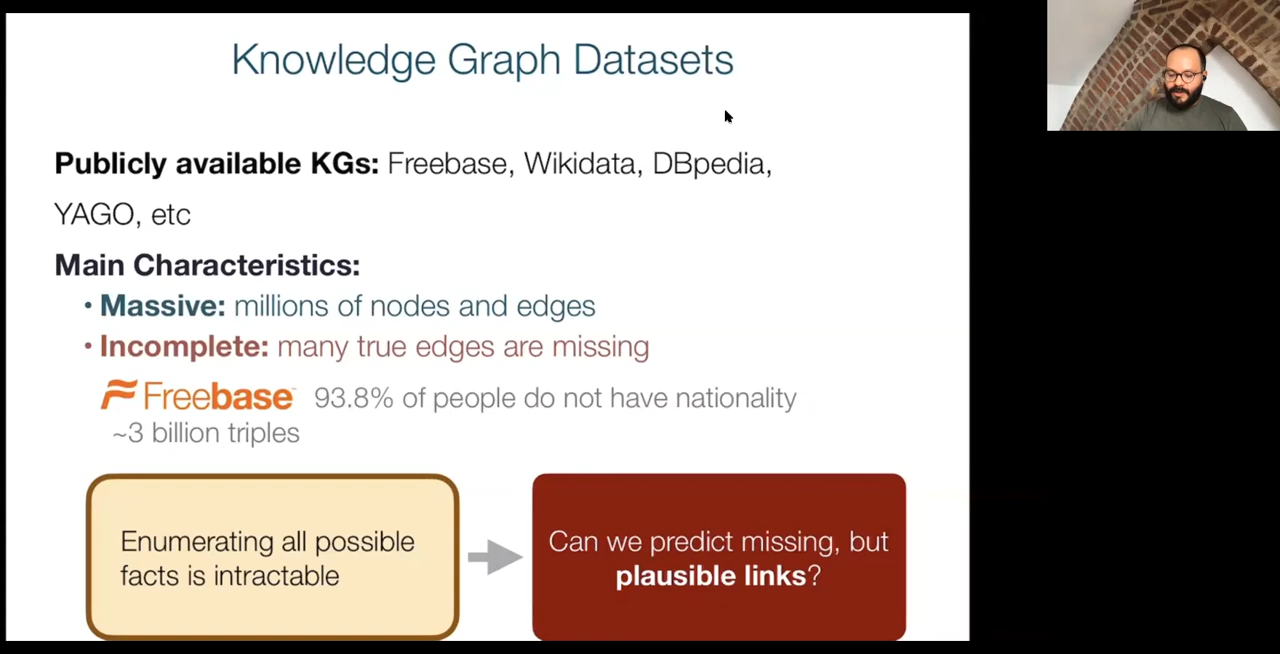 Knowledge Graph Datasets
Publicly available KGs: Freebase, Wikidata, DBpedia,
YAGO, etc
Main Characteristics:
• Massive: millions of nodes and edges
• Incomplete: many true edges are missing
Freebase 93.8% of people do not have nationality
~3 billion triples
Enumerating all possible
facts is intractable
Can we predict missing, but
plausible links?